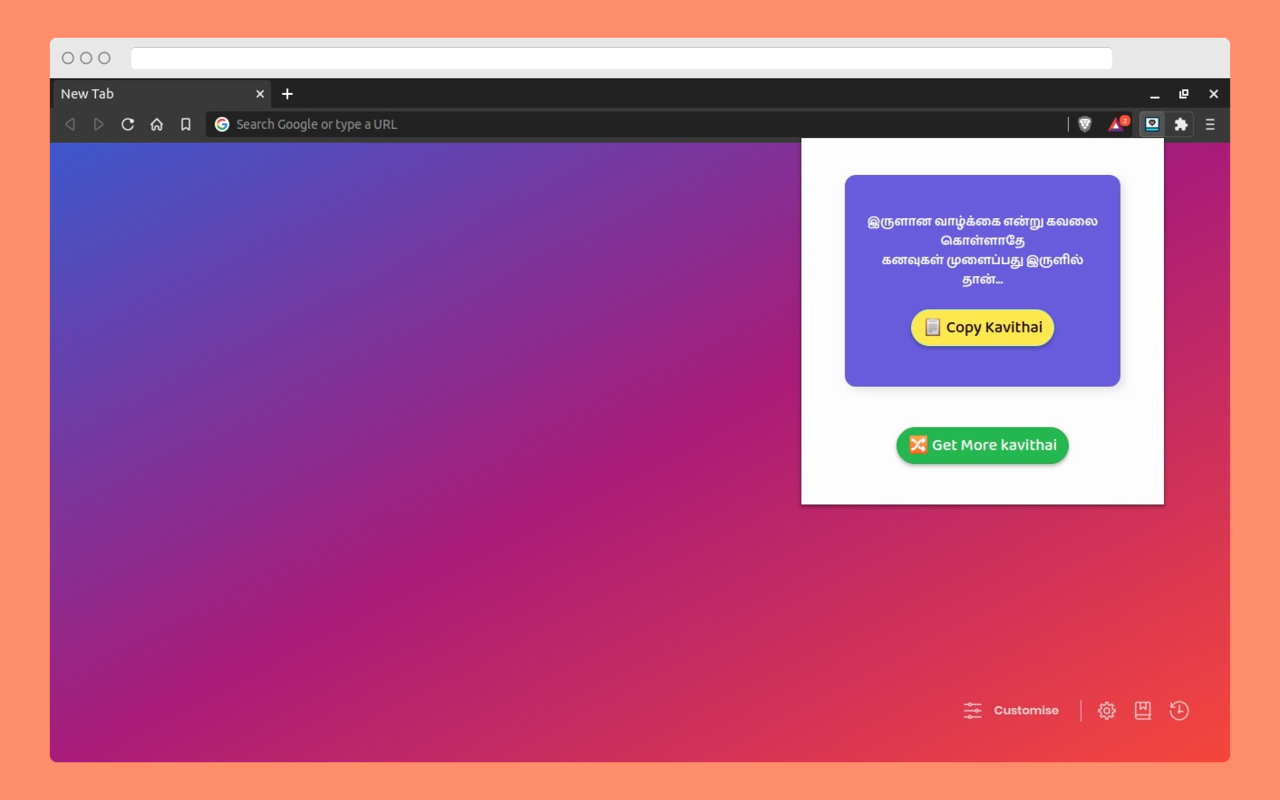 New Tab
Search Google or type a URL
2
இருளான வாழ்க்கை என்று கவலை
கொள்ளாதே
கனவுகள் முளைப்பது இருளில்
தான்...
Copy Kavithai
Get More kavithai
Customise